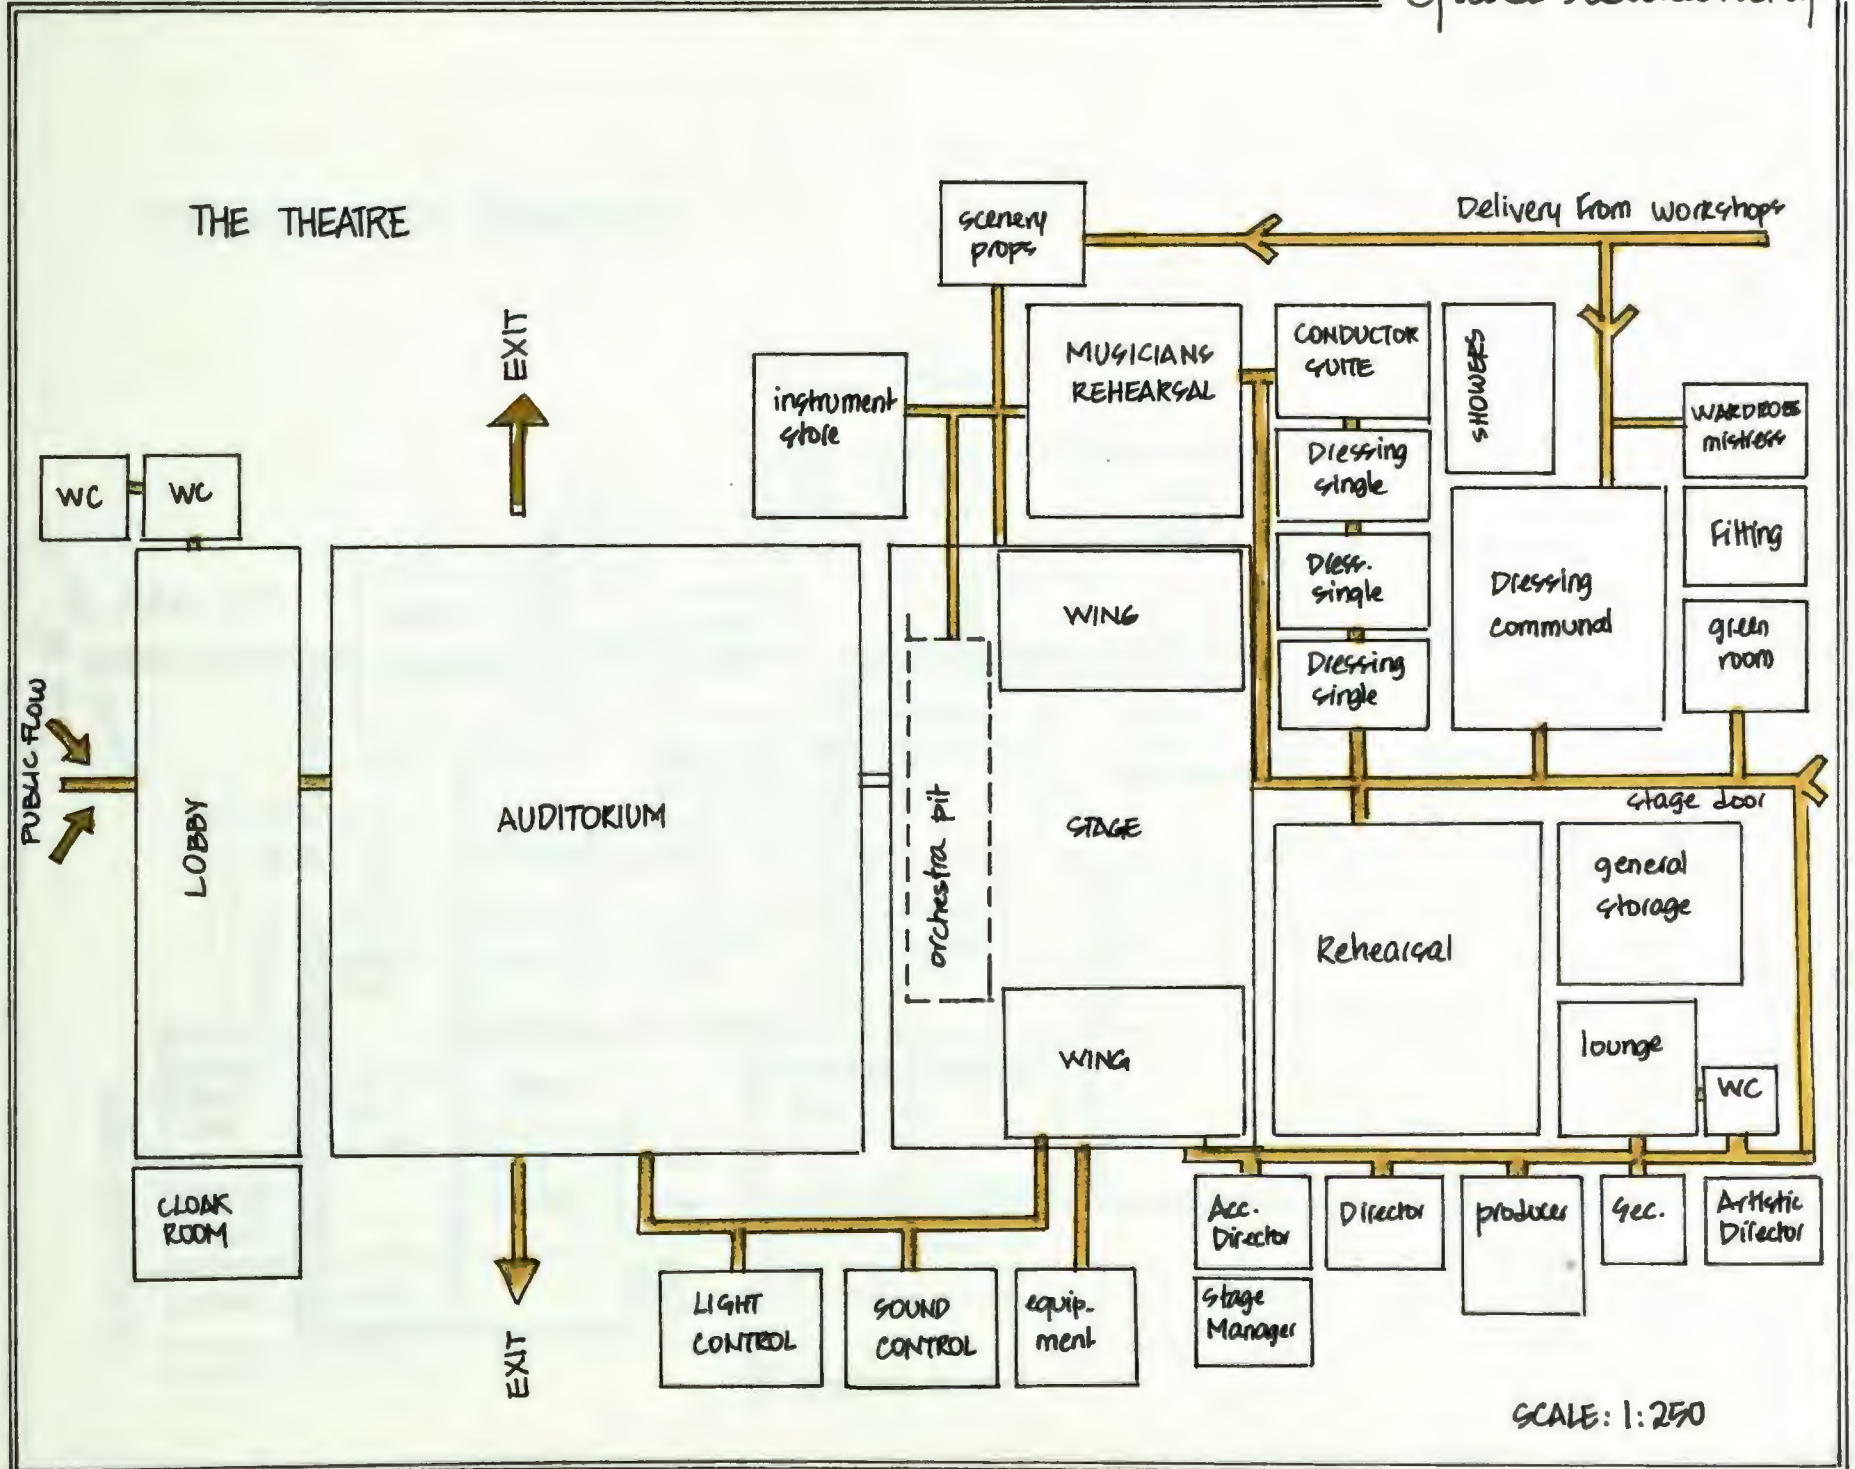 THE THEATRE
scenery
props
Delivery From workshops
EXIT
instrument
store
MUSICIANS
REHEARSAL
CONDUCTOR
SUITE
SHOWERS
WARDROBE
mistress
WC
WC
Dressing
single
Fitting
Dress.
single
Dressing
communal
WING
green
room
Dressing
single
PUBLIC FLOW
LOBBY
AUDITORIUM
orchestra pit
STAGE
stage door
general
storage
Rehearsal
lounge
WING
WC
CLOAK
ROOM
Acc.
Director
Director
producer
Sec.
Artistic
Director
LIGHT
CONTROL
SOUND
CONTROL
equip-
ment
Stage
Manager
EXIT
SCALE: 1:250